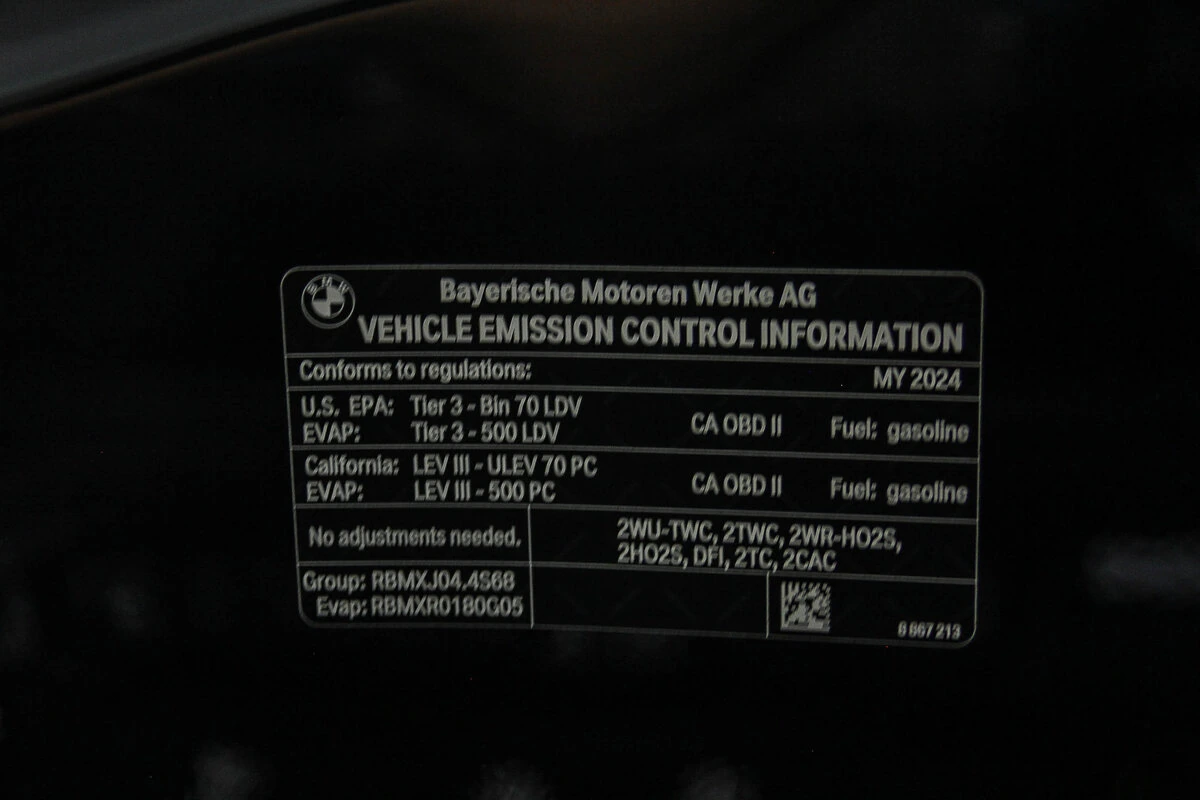 BMW
Bayerische Motoren Werke AG
VEHICLE EMISSION CONTROL INFORMATION
Conforms to regulations: MY 2024
U.S. EPA: Tier 3 - Bin 70 LDV CA OBD II Fuel: gasoline
EVAP: Tier 3 - 500 LDV
California: LEV III - ULEV 70 PC CA OBD II Fuel: gasoline
EVAP: LEV III - 500 PC
No adjustments needed.
2WU-TWC, 2TWC, 2WR-HO2S,
2HO2S, DFI, 2TC, 2CAC
Group: RBMXJ04.4S68
Evap: RBMXR0180G05
6 667 213